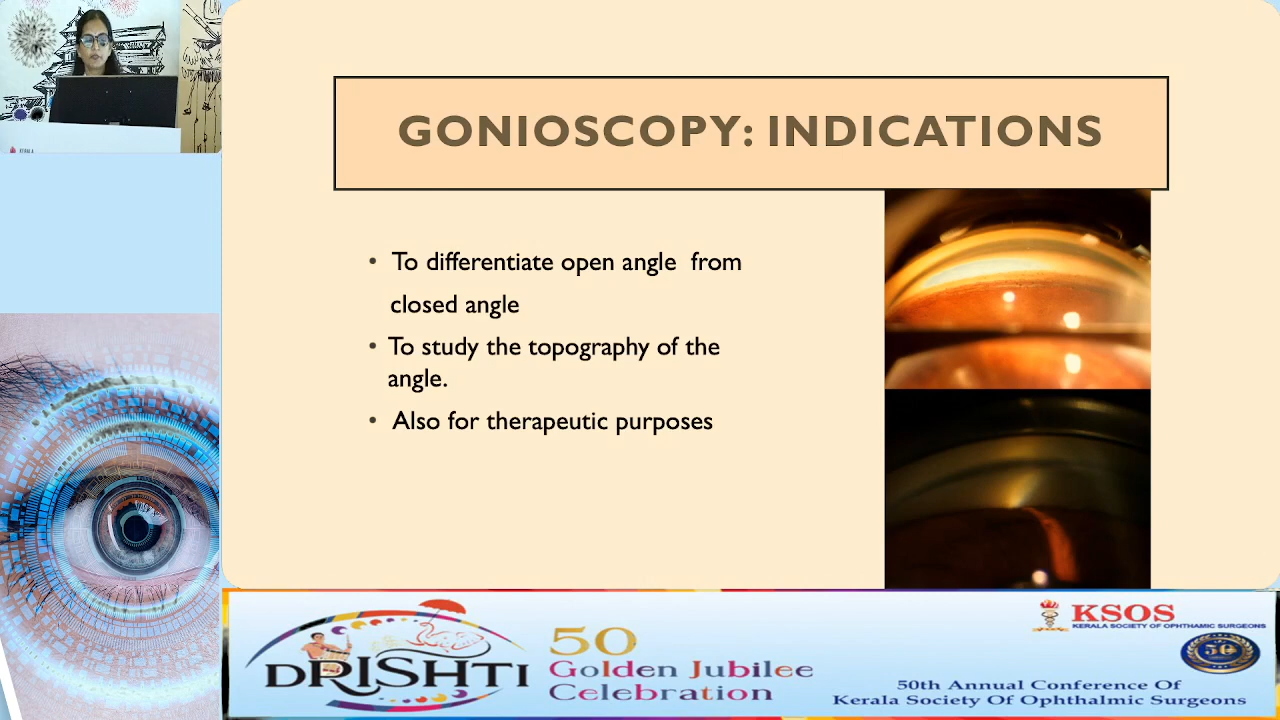 GONIOSCOPY: INDICATIONS
• To differentiate open angle from
closed angle
• To study the topography of the
angle.
• Also for therapeutic purposes
DRISHTI
50
Golden Jubilee
Celebration
KSOS
KERALA SOCIETY OF OPHTHAMIC SURGEONS
50
50th Annual Conference Of
Kerala Society Of Ophthalmic Surgeons